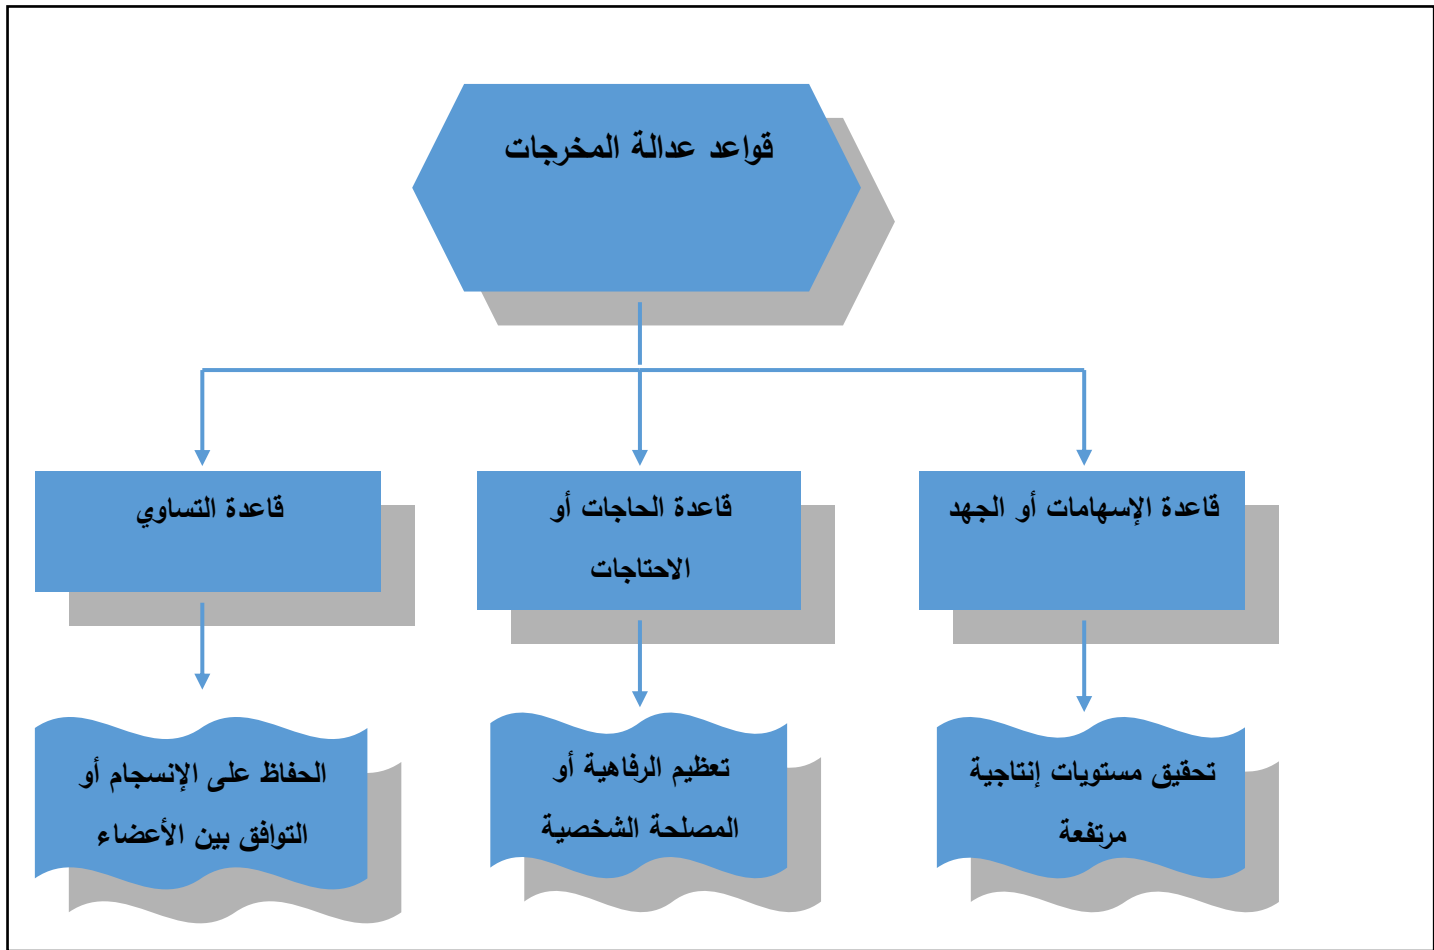 قواعد عدالة المخرجات
قاعدة الإسهامات أو الجهد
قاعدة الحاجات أو
الاحتاجات
قاعدة التساوي
تحقيق مستويات إنتاجية
مرتفعة
تعظيم الرفاهية أو
المصلحة الشخصية
الحفاظ على الإنسجام أو
التوافق بين الأعضاء